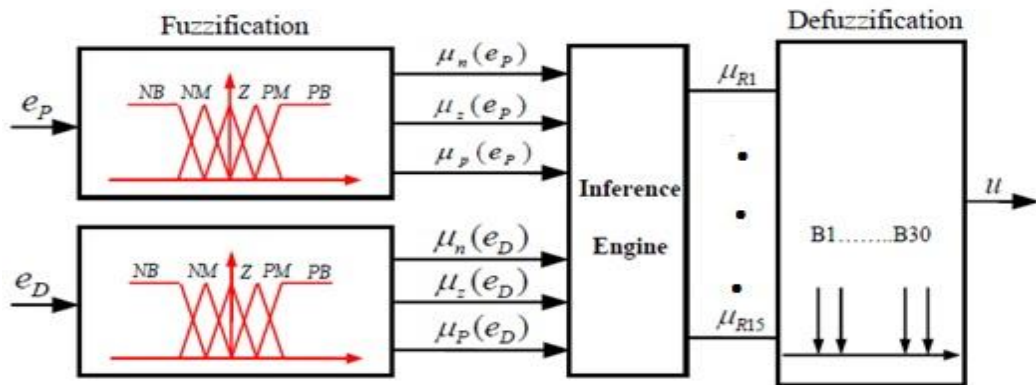 Fuzzification
Defuzzification
NB NM Z PM PB
e_P
μ_n(e_P)
μ_z(e_P)
μ_p(e_P)
μ_R1
Inference
Engine
u
B1.........B30
NB NM Z PM PB
e_D
μ_n(e_D)
μ_z(e_D)
μ_P(e_D)
μ_R15